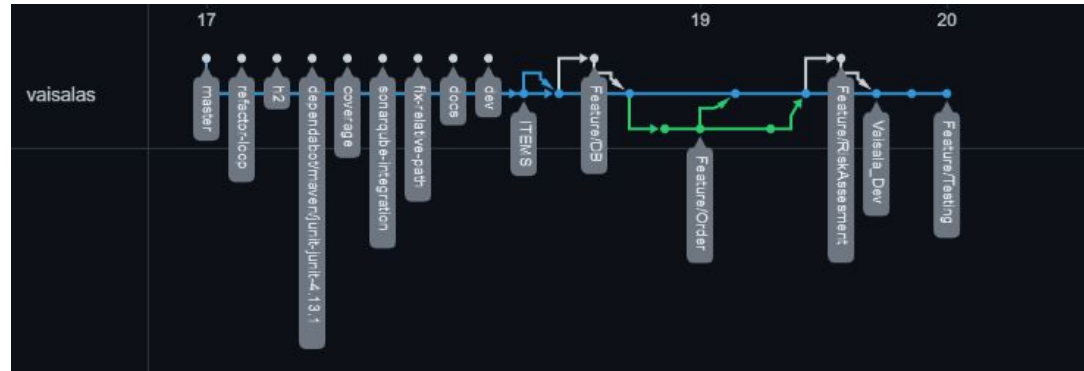 17
19
20
vaisalas
master
refactor-loop
h2
dependabot/maven/junit-junit-4.13.1
coverage
sonarqube-integration
fix-relative-path
docs
dev
ITEMS
Feature/DB
Feature/Order
Feature/RiskAssesment
Vaisala_Dev
Feature/Testing